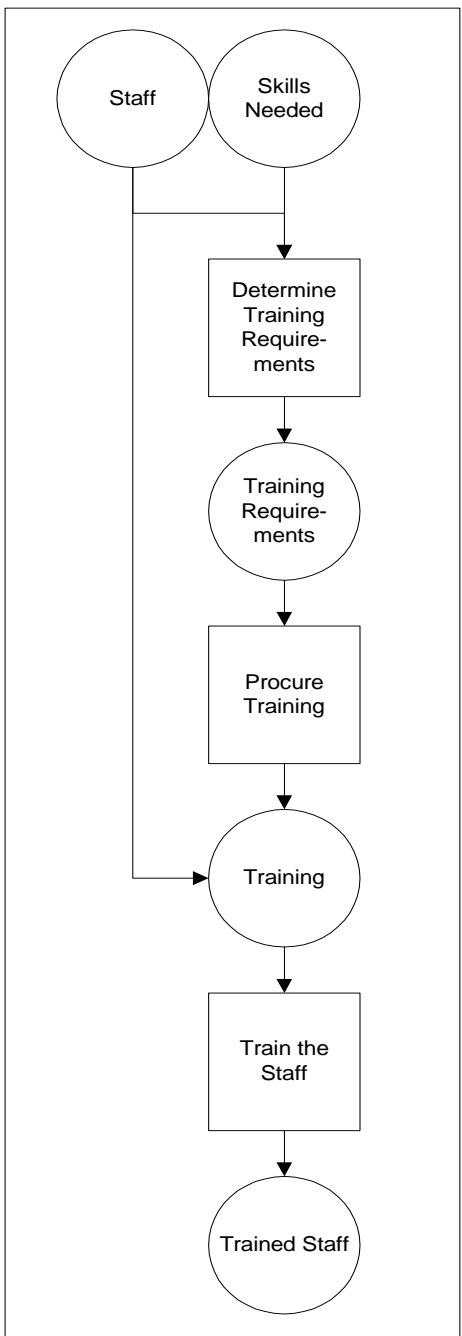 Staff
Skills
Needed
Determine
Training
Require-
ments
Training
Require-
ments
Procure
Training
Training
Train the
Staff
Trained Staff